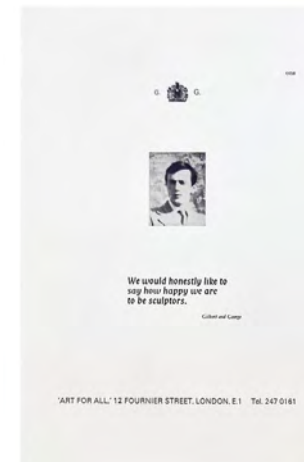 G. G.
We would honestly like to
say how happy we are
to be sculptors.
Gilbert and George
'ART FOR ALL,' 12 FOURNIER STREET, LONDON, E.1 Tel. 247 0161